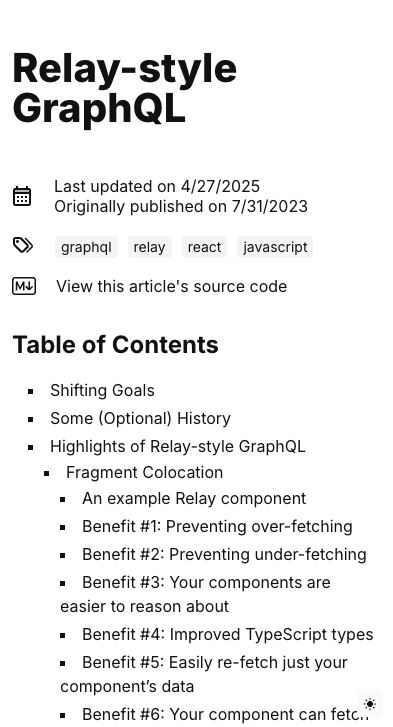 Relay-style
GraphQL
Last updated on 4/27/2025
Originally published on 7/31/2023
graphql relay react javascript
View this article's source code
Table of Contents
Shifting Goals
Some (Optional) History
Highlights of Relay-style GraphQL
Fragment Colocation
An example Relay component
Benefit #1: Preventing over-fetching
Benefit #2: Preventing under-fetching
Benefit #3: Your components are
easier to reason about
Benefit #4: Improved TypeScript types
Benefit #5: Easily re-fetch just your
component’s data
Benefit #6: Your component can fetch